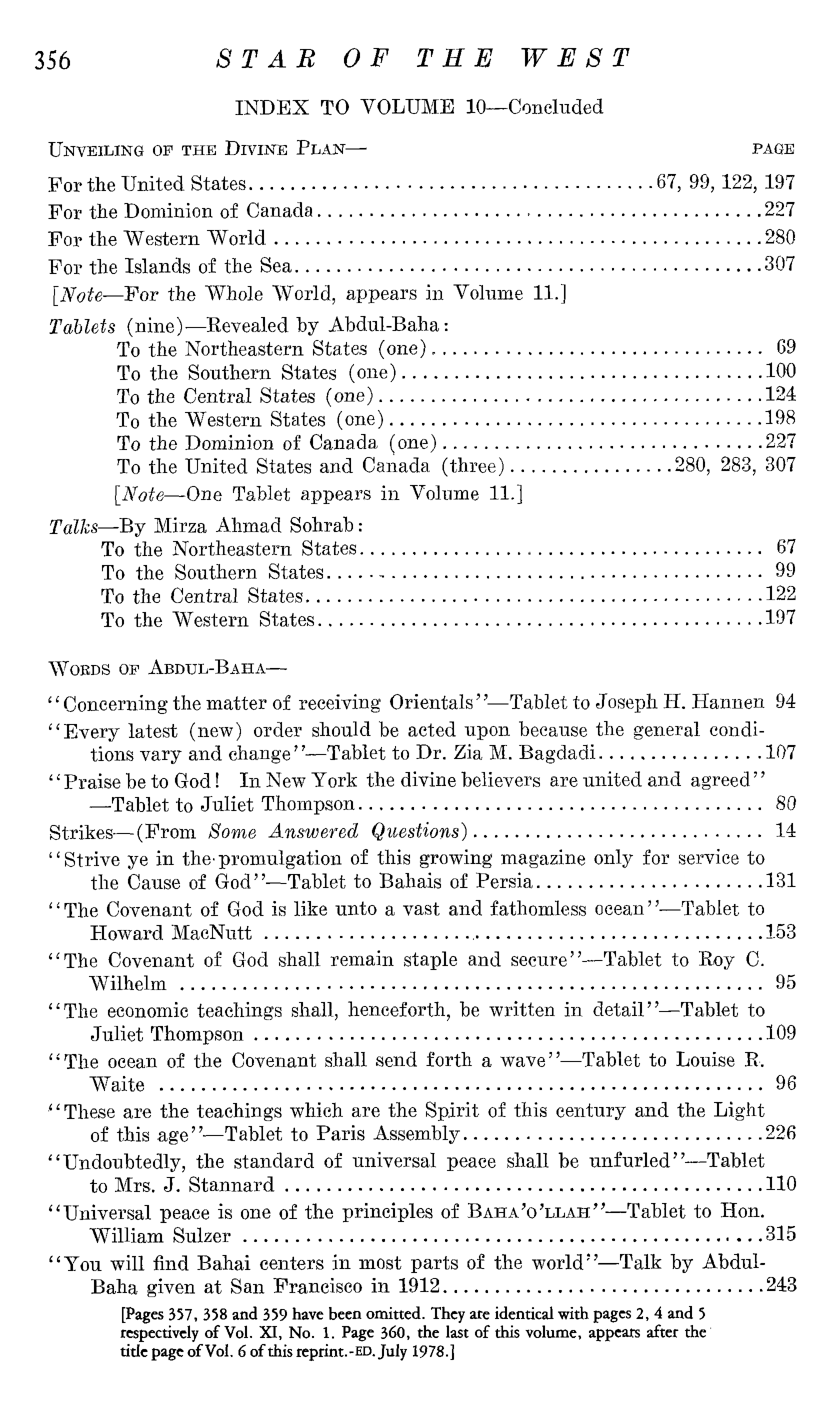 356 STAR OF THE WEST
INDEX TO VOLUME 10—Concluded
UNVEILING OF THE DIVINE PLAN— PAGE
For the United States.......................................67, 99, 122, 197
For the Dominion of Canada...........................................227
For the Western World ...............................................280
For the Islands of the Sea.............................................307
[Note—For the Whole World, appears in Volume 11.]
Tablets (nine)—Revealed by Abdul-Baha:
To the Northeastern States (one)................................ 69
To the Southern States (one)...................................100
To the Central States (one).....................................124
To the Western States (one)....................................198
To the Dominion of Canada (one)...............................227
To the United States and Canada (three)................280, 283, 307
[Note—One Tablet appears in Volume 11.]
Talks—By Mirza Ahmad Sohrab:
To the Northeastern States....................................... 67
To the Southern States.......................................... 99
To the Central States............................................122
To the Western States...........................................197
WORDS OF ABDUL-BAHA—
“Concerning the matter of receiving Orientals”—Tablet to Joseph H. Hannen 94
“Every latest (new) order should be acted upon because the general condi-
tions vary and change”—Tablet to Dr. Zia M. Bagdadi................107
“Praise be to God! In New York the divine believers are united and agreed”
—Tablet to Juliet Thompson....................................... 80
Strikes—(From Some Answered Questions)............................ 14
“Strive ye in the promulgation of this growing magazine only for service to
the Cause of God”—Tablet to Bahais of Persia......................131
“The Covenant of God is like unto a vast and fathomless ocean”—Tablet to
Howard MacNutt ................................................153
“The Covenant of God shall remain staple and secure”—Tablet to Roy C.
Wilhelm ........................................................ 95
“The economic teachings shall, henceforth, be written in detail”—Tablet to
Juliet Thompson .................................................109
“The ocean of the Covenant shall send forth a wave”—Tablet to Louise R.
Waite .......................................................... 96
“These are the teachings which are the Spirit of this century and the Light
of this age”—Tablet to Paris Assembly.............................226
“Undoubtedly, the standard of universal peace shall be unfurled”—Tablet
to Mrs. J. Stannard ..............................................110
“Universal peace is one of the principles of BAHA’O’LLAH”—Tablet to Hon.
William Sulzer ..................................................315
“You will find Bahai centers in most parts of the world”—Talk by Abdul-
Baha given at San Francisco in 1912...............................243
[Pages 357, 358 and 359 have been omitted. They are identical with pages 2, 4 and 5
respectively of Vol. XI, No. 1. Page 360, the last of this volume, appears after the
title page of Vol. 6 of this reprint.-ED. July 1978.]